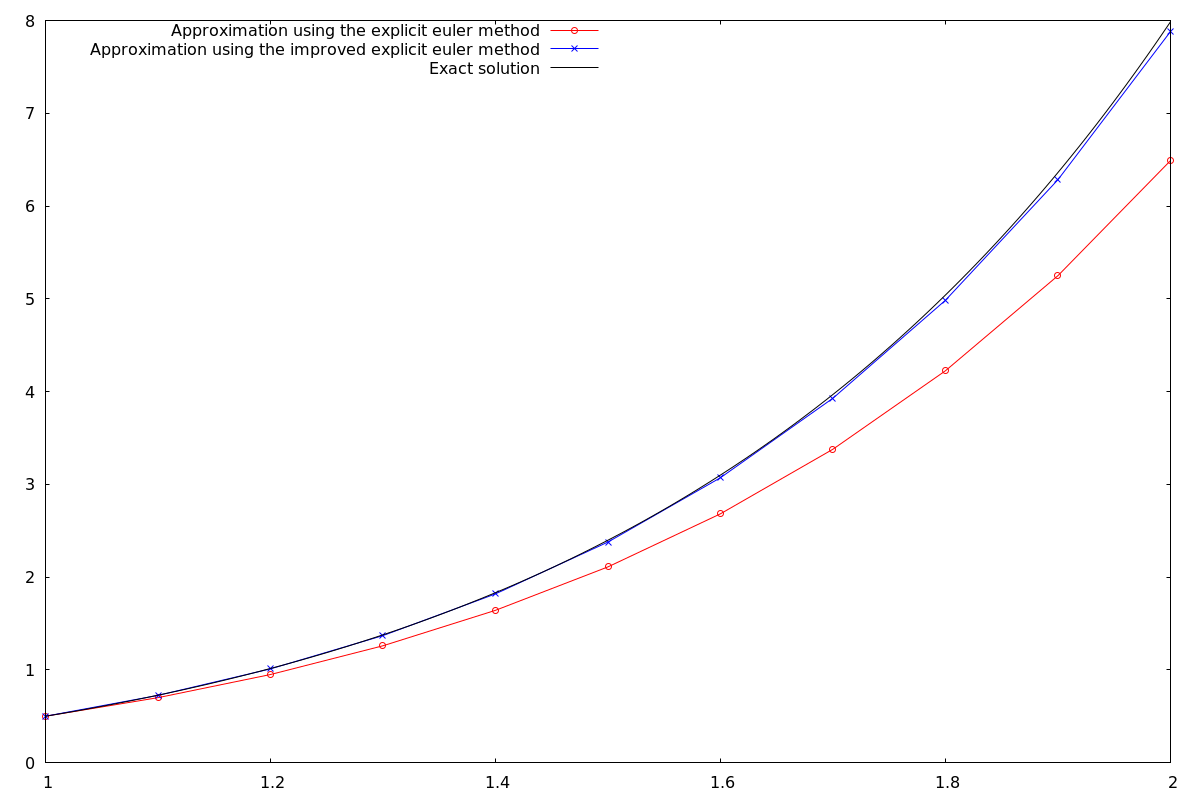 Approximation using the explicit euler method
Approximation using the improved explicit euler method
Exact solution
8
7
6
5
4
3
2
1
0
1 1.2 1.4 1.6 1.8 2